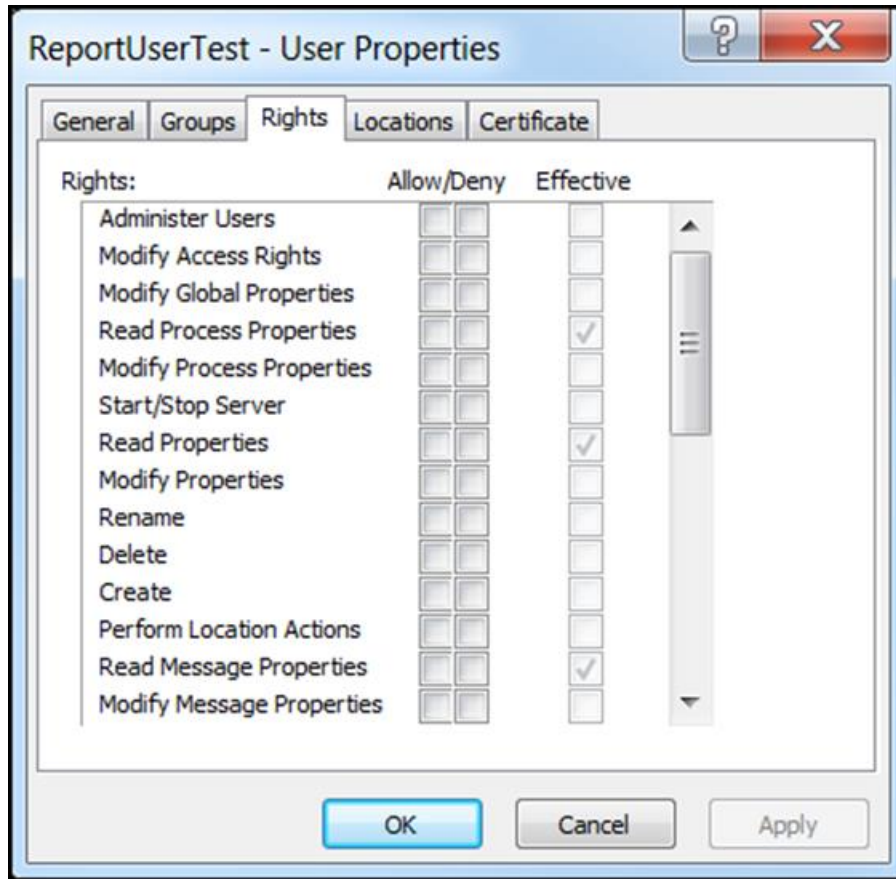 ReportUserTest - User Properties
General Groups Rights Locations Certificate
Rights: Allow/Deny Effective
Administer Users
Modify Access Rights
Modify Global Properties
Read Process Properties
Modify Process Properties
Start/Stop Server
Read Properties
Modify Properties
Rename
Delete
Create
Perform Location Actions
Read Message Properties
Modify Message Properties
OK Cancel Apply